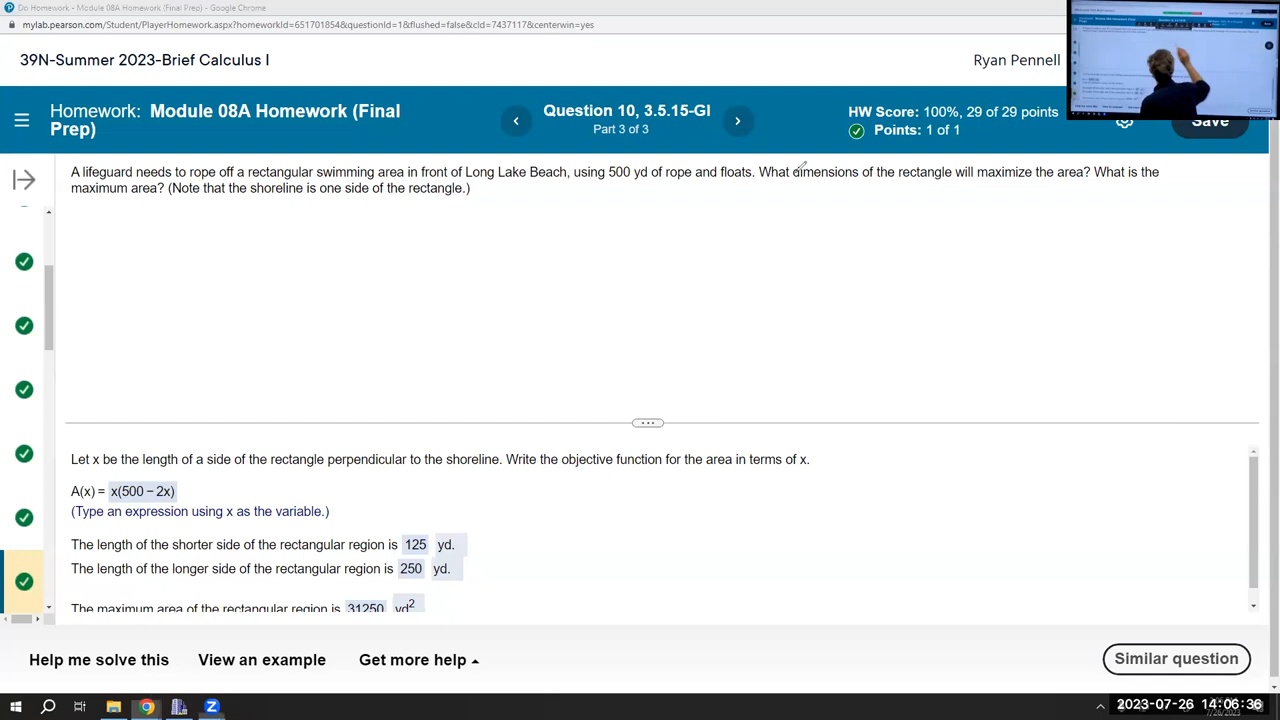 Do Homework - Module 08A Homework (Final Prep) - Google Chrome
mylab.pearson.com/Student/PlayerHomework.aspx?homeworkId=651701854&questionId=1&flushed=false&cId=7371117&
39N-Summer 2023-Brief Calculus I
Ryan Pennell
Homework: Module 08A Homework (Final Prep)
Question 10, 3.5.15-GI
Part 3 of 3
HW Score: 100%, 29 of 29 points
Points: 1 of 1
Save
A lifeguard needs to rope off a rectangular swimming area in front of Long Lake Beach, using 500 yd of rope and floats. What dimensions of the rectangle will maximize the area? What is the
maximum area? (Note that the shoreline is one side of the rectangle.)
Let x be the length of a side of the rectangle perpendicular to the shoreline. Write the objective function for the area in terms of x.
A(x) = x(500 − 2x)
(Type an expression using x as the variable.)
The length of the shorter side of the rectangular region is 125 yd.
The length of the longer side of the rectangular region is 250 yd.
The maximum area of the rectangular region is 31250 yd2
Help me solve this
View an example
Get more help
Similar question
2023-07-26 14:06:36